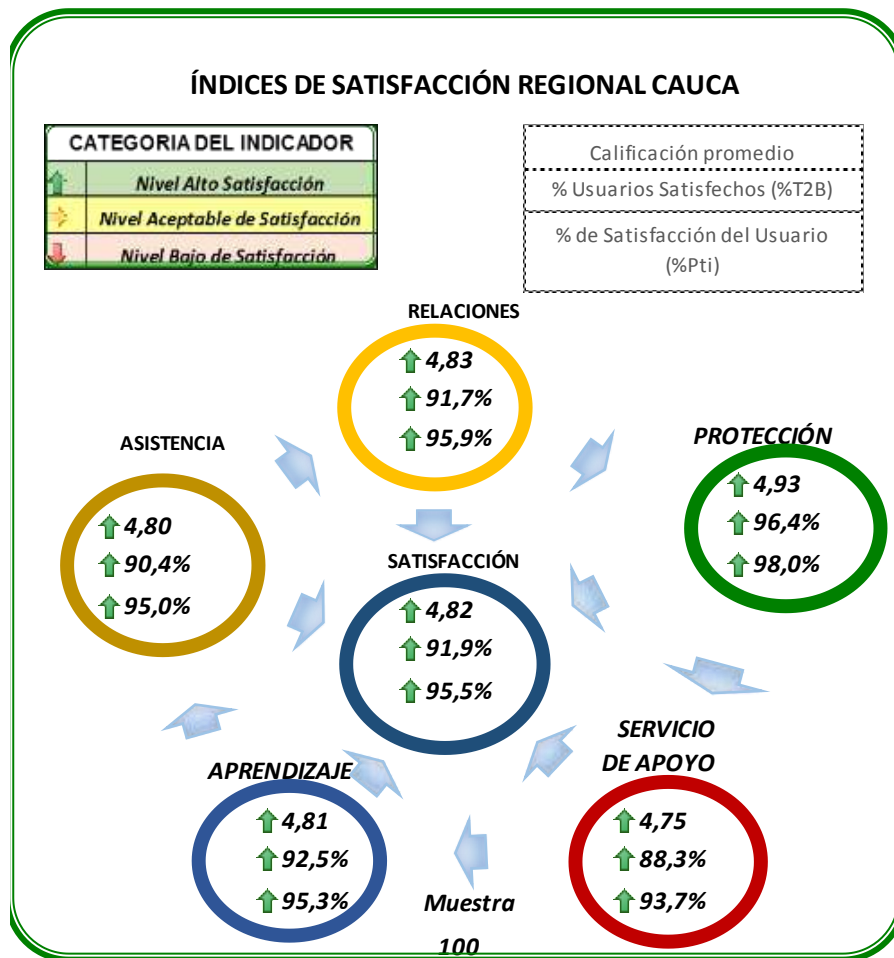 ÍNDICES DE SATISFACCIÓN REGIONAL CAUCA
CATEGORIA DEL INDICADOR
Nivel Alto Satisfacción
Nivel Aceptable de Satisfacción
Nivel Bajo de Satisfacción
Calificación promedio
% Usuarios Satisfechos (%T2B)
% de Satisfacción del Usuario
(%Pti)
RELACIONES
4,83
91,7%
95,9%
ASISTENCIA
4,80
90,4%
95,0%
PROTECCIÓN
4,93
96,4%
98,0%
SATISFACCIÓN
4,82
91,9%
95,5%
APRENDIZAJE
4,81
92,5%
95,3%
SERVICIO
DE APOYO
4,75
88,3%
93,7%
Muestra
100